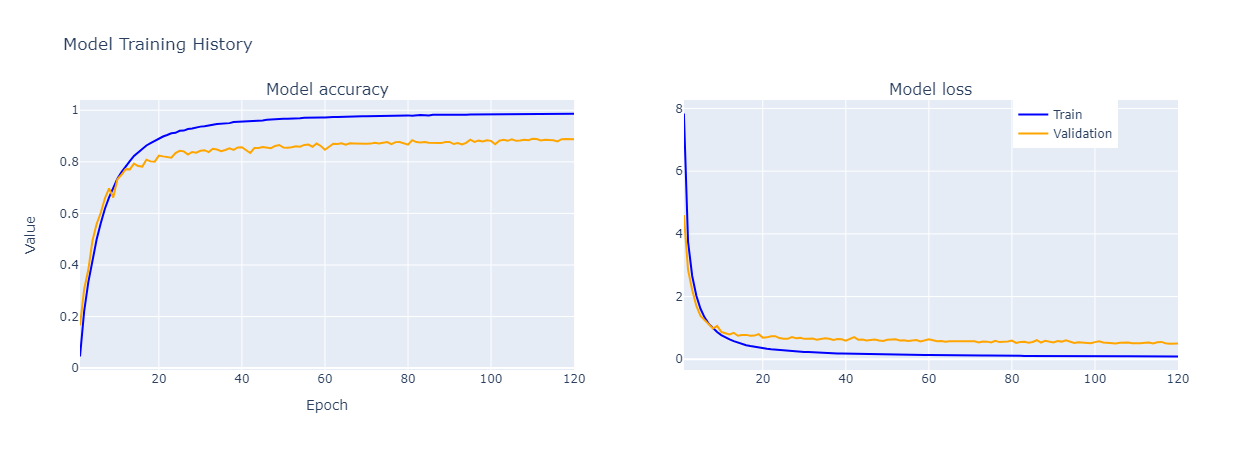 Model Training History
Model accuracy
1
0.8
0.6
0.4
0.2
0
Value
20 40 60 80 100 120
Epoch
Model loss
8
6
4
2
0
20 40 60 80 100 120
Train
Validation